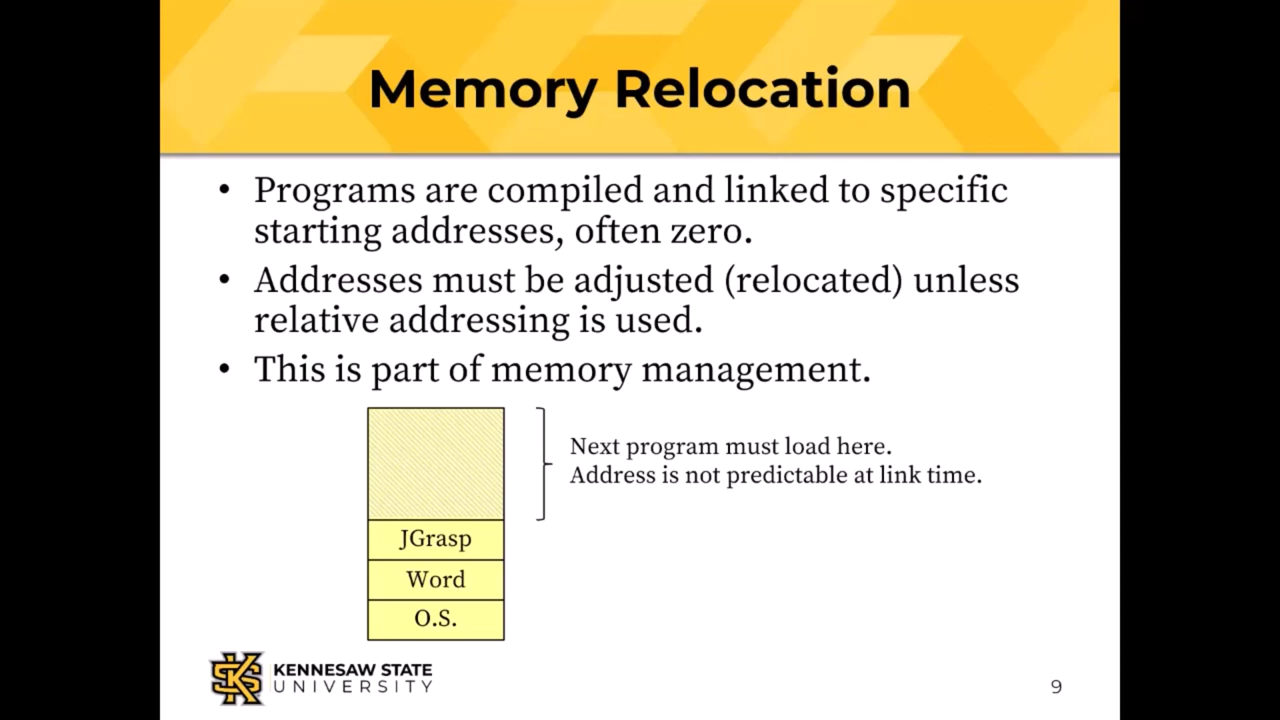 Memory Relocation
• Programs are compiled and linked to specific
starting addresses, often zero.
• Addresses must be adjusted (relocated) unless
relative addressing is used.
• This is part of memory management.
Next program must load here.
Address is not predictable at link time.
JGrasp
Word
O.S.
KENNESAW STATE
UNIVERSITY
9